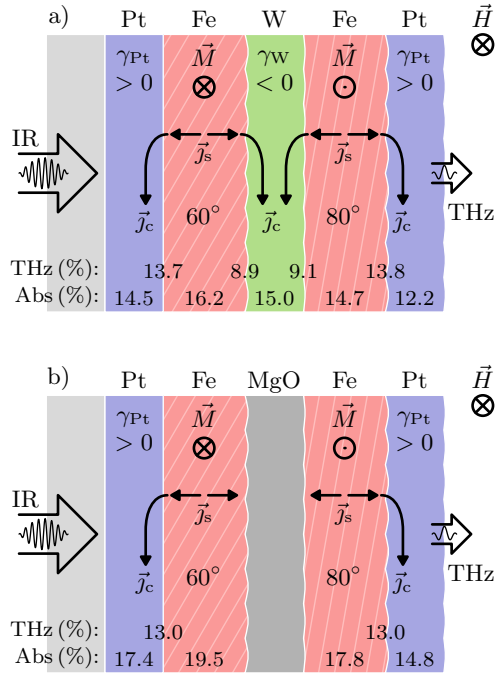 a) Pt Fe W Fe Pt H⃗
γPt M⃗ γW M⃗ γPt
> 0 < 0 > 0
IR j⃗s j⃗s
j⃗c 60° j⃗c j⃗c 80° j⃗c THz
THz (%): 13.7 8.9 9.1 13.8
Abs (%): 14.5 16.2 15.0 14.7 12.2
b) Pt Fe MgO Fe Pt H⃗
γPt M⃗ M⃗ γPt
> 0 > 0
IR j⃗s j⃗s
j⃗c 60° 80° j⃗c THz
THz (%): 13.0 13.0
Abs (%): 17.4 19.5 17.8 14.8